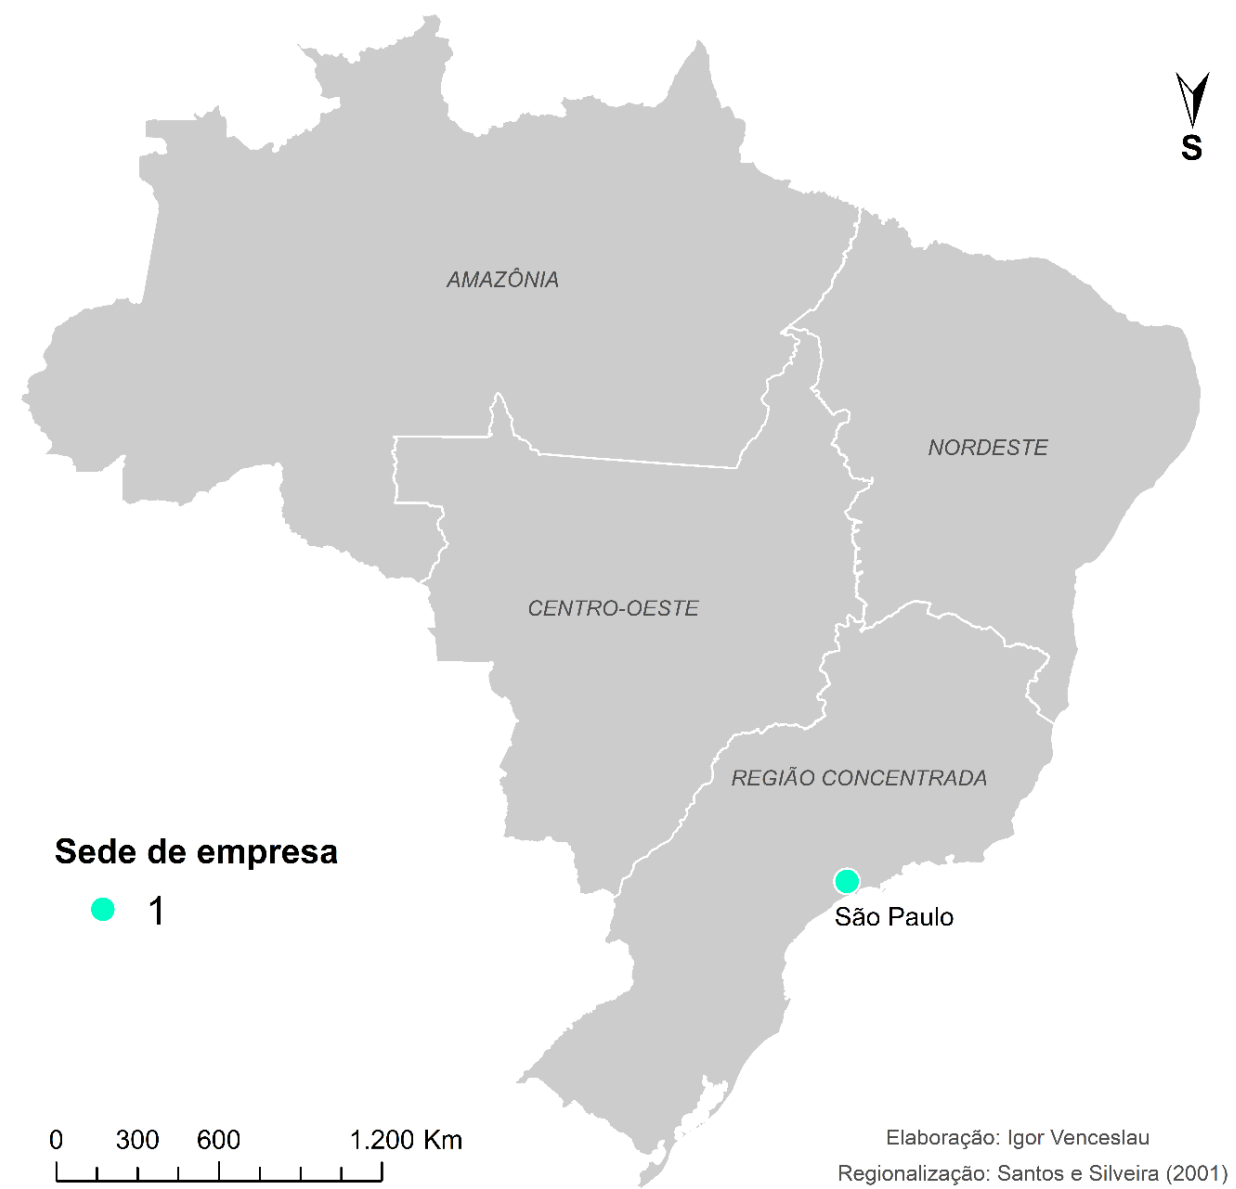 S
AMAZÔNIA
NORDESTE
CENTRO-OESTE
REGIÃO CONCENTRADA
Sede de empresa
1
São Paulo
0 300 600 1.200 Km
Elaboração: Igor Venceslau
Regionalização: Santos e Silveira (2001)